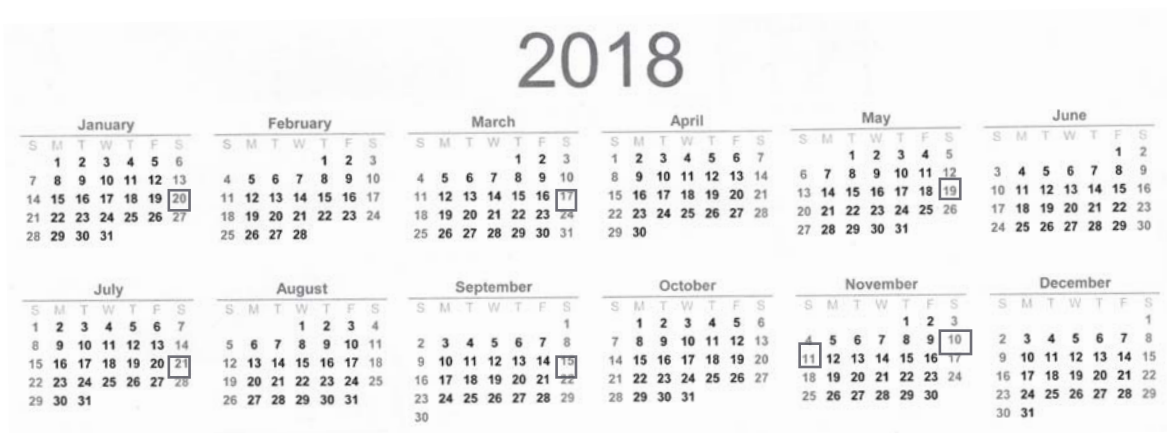 2018
January February March April May June
S M T W T F S S M T W T F S S M T W T F S S M T W T F S S M T W T F S S M T W T F S
1 2 3 4 5 6 1 2 3 1 2 3 1 2 3 4 5 6 7 1 2 3 4 5 1 2
7 8 9 10 11 12 13 4 5 6 7 8 9 10 4 5 6 7 8 9 10 8 9 10 11 12 13 14 6 7 8 9 10 11 12 3 4 5 6 7 8 9
14 15 16 17 18 19 20 11 12 13 14 15 16 17 11 12 13 14 15 16 17 15 16 17 18 19 20 21 13 14 15 16 17 18 19 10 11 12 13 14 15 16
21 22 23 24 25 26 27 18 19 20 21 22 23 24 18 19 20 21 22 23 24 22 23 24 25 26 27 28 20 21 22 23 24 25 26 17 18 19 20 21 22 23
28 29 30 31 25 26 27 28 25 26 27 28 29 30 31 29 30 27 28 29 30 31 24 25 26 27 28 29 30
July August September October November December
S M T W T F S S M T W T F S S M T W T F S S M T W T F S S M T W T F S S M T W T F S
1 2 3 4 5 6 7 1 2 3 4 1 1 2 3 4 5 6 1 2 3 1
8 9 10 11 12 13 14 5 6 7 8 9 10 11 2 3 4 5 6 7 8 7 8 9 10 11 12 13 4 5 6 7 8 9 10 2 3 4 5 6 7 8
15 16 17 18 19 20 21 12 13 14 15 16 17 18 9 10 11 12 13 14 15 14 15 16 17 18 19 20 11 12 13 14 15 16 17 9 10 11 12 13 14 15
22 23 24 25 26 27 28 19 20 21 22 23 24 25 16 17 18 19 20 21 22 21 22 23 24 25 26 27 18 19 20 21 22 23 24 16 17 18 19 20 21 22
29 30 31 26 27 28 29 30 31 23 24 25 26 27 28 29 28 29 30 31 25 26 27 28 29 30 23 24 25 26 27 28 29
30 30 31